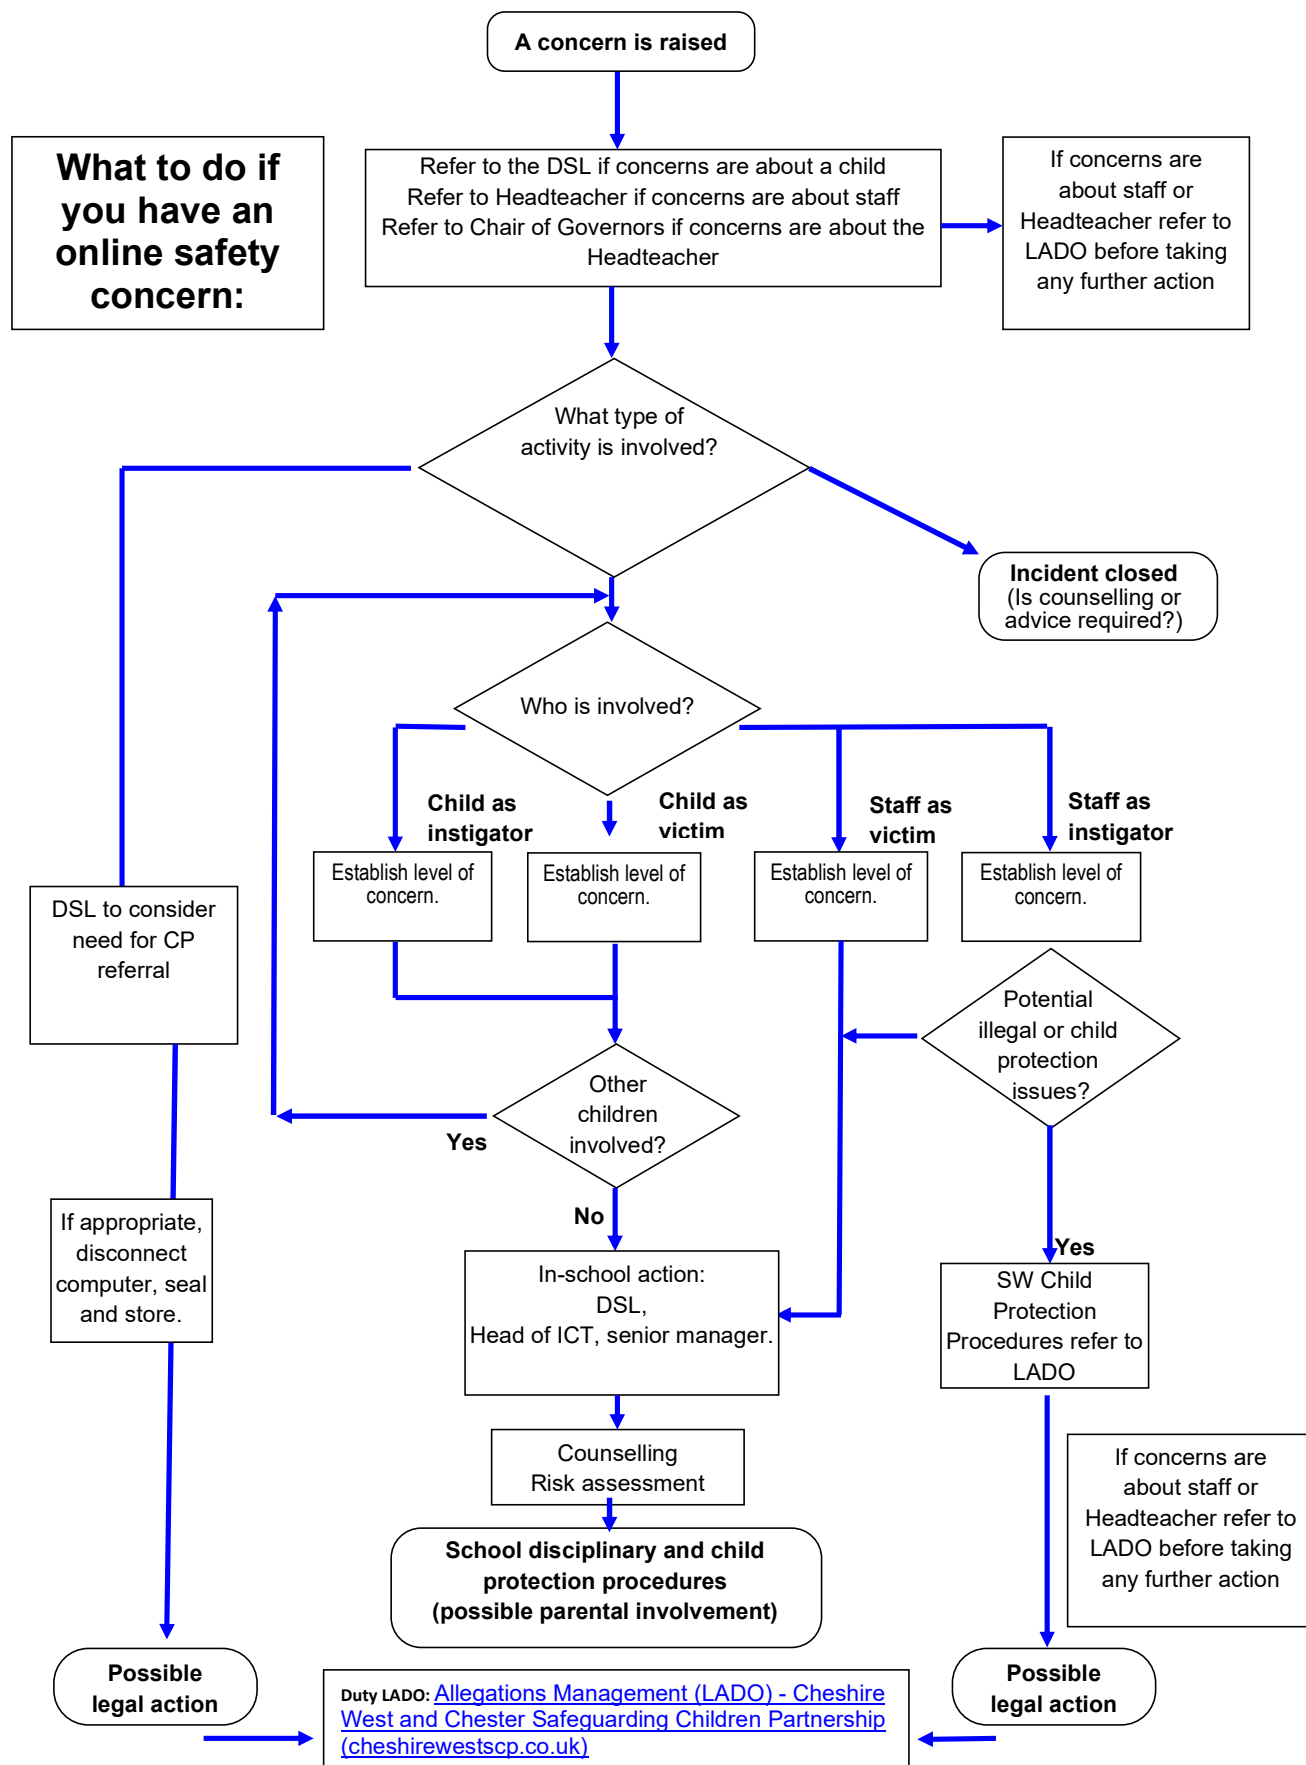 A concern is raised
What to do if
you have an
online safety
concern:
Refer to the DSL if concerns are about a child
Refer to Headteacher if concerns are about staff
Refer to Chair of Governors if concerns are about the
Headteacher
If concerns are
about staff or
Headteacher refer to
LADO before taking
any further action
What type of
activity is involved?
Incident closed
(Is counselling or
advice required?)
Who is involved?
Child as
instigator
Child as
victim
Staff as
victim
Staff as
instigator
Establish level of
concern.
Establish level of
concern.
Establish level of
concern.
Establish level of
concern.
DSL to consider
need for CP
referral
Potential
illegal or child
protection
issues?
Other
children
involved?
Yes
No
If appropriate,
disconnect
computer, seal
and store.
In-school action:
DSL,
Head of ICT, senior manager.
Yes
SW Child
Protection
Procedures refer to
LADO
Counselling
Risk assessment
If concerns are
about staff or
Headteacher refer to
LADO before taking
any further action
School disciplinary and child
protection procedures
(possible parental involvement)
Possible
legal action
Duty LADO: Allegations Management (LADO) - Cheshire
West and Chester Safeguarding Children Partnership
(cheshirewestscp.co.uk)
Possible
legal action